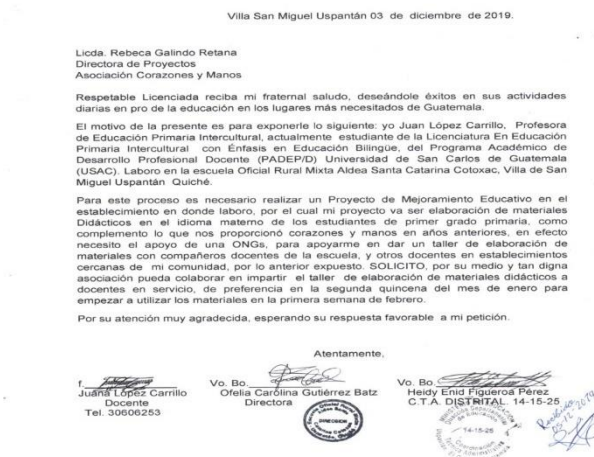 Villa San Miguel Uspantán 03 de diciembre de 2019.
Licda. Rebeca Galindo Retana
Directora de Proyectos
Asociación Corazones y Manos
Respetable Licenciada reciba mi fraternal saludo, deseándole éxitos en sus actividades
diarias en pro de la educación en los lugares más necesitados de Guatemala.
El motivo de la presente es para exponerle lo siguiente: yo Juan López Carrillo, Profesora
de Educación Primaria Intercultural, actualmente estudiante de la Licenciatura En Educación
Primaria Intercultural con Énfasis en Educación Bilingüe, del Programa Académico de
Desarrollo Profesional Docente (PADEP/D) Universidad de San Carlos de Guatemala
(USAC). Laboro en la escuela Oficial Rural Mixta Aldea Santa Catarina Cotoxac, Villa de San
Miguel Uspantán Quiché.
Para este proceso es necesario realizar un Proyecto de Mejoramiento Educativo en el
establecimiento en donde laboro, por el cual mi proyecto va ser elaboración de materiales
Didácticos en el idioma materno de los estudiantes de primer grado primaria, como
complemento lo que nos proporcionó corazones y manos en años anteriores, en efecto
necesito el apoyo de una ONGs, para apoyarme en dar un taller de elaboración de
materiales con compañeros docentes de la escuela, y otros docentes en establecimientos
cercanas de mi comunidad, por lo anterior expuesto. SOLICITO, por su medio y tan digna
asociación pueda colaborar en impartir el taller de elaboración de materiales didácticos a
docentes en servicio, de preferencia en la segunda quincena del mes de enero para
empezar a utilizar los materiales en la primera semana de febrero.
Por su atención muy agradecida, esperando su respuesta favorable a mi petición.
Atentamente,
f.
Juana López Carrillo
Docente
Tel. 30606253
Vo. Bo.
Ofelia Carolina Gutiérrez Batz
Directora
DIRECCION
Vo. Bo.
Heidy Enid Figueroa Pérez
C.T.A. DISTRITAL 14-15-25
14-15-25
Recibido
05-12-2019